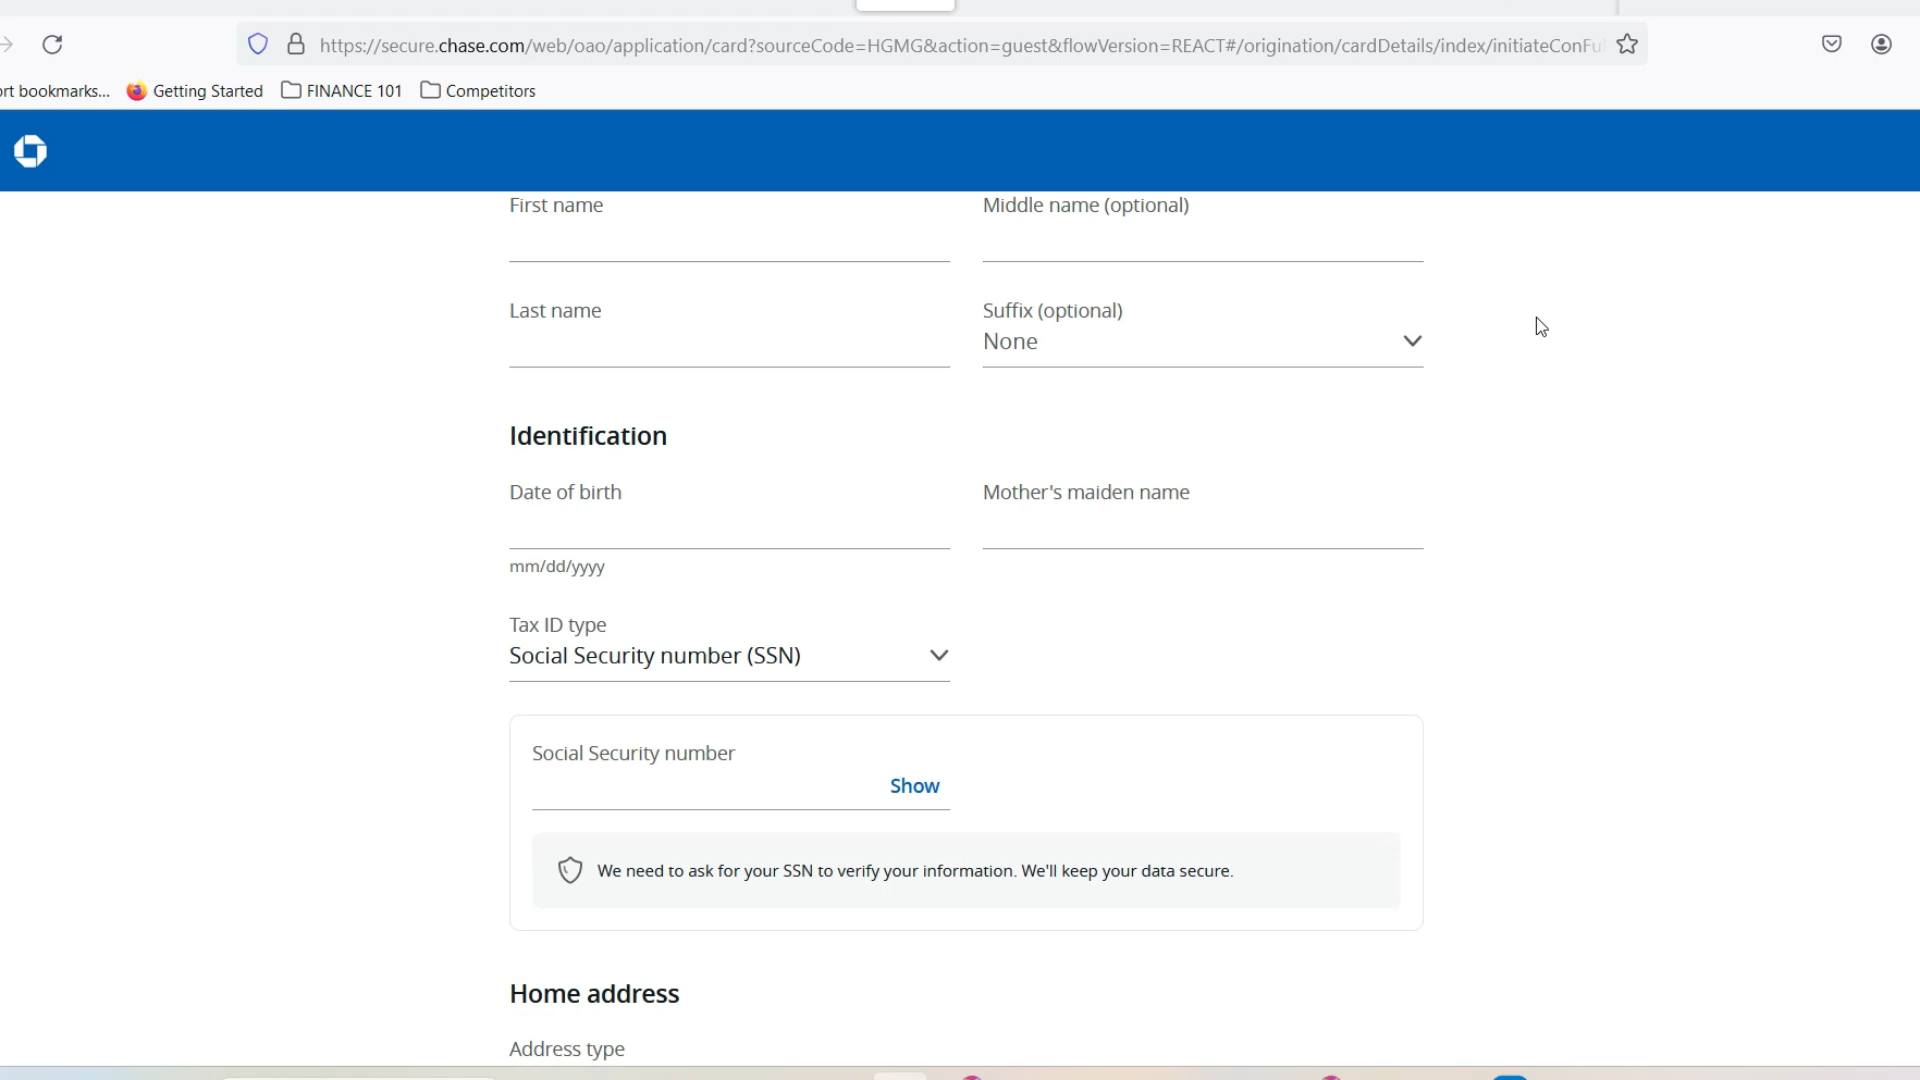 https://secure.chase.com/web/oao/application/card?sourceCode=HGMG&action=guest&flowVersion=REACT#/origination/cardDetails/index/initiateConFu
ort bookmarks... Getting Started FINANCE 101 Competitors
First name Middle name (optional)
Last name Suffix (optional)
None
Identification
Date of birth Mother's maiden name
mm/dd/yyyy
Tax ID type
Social Security number (SSN)
Social Security number
Show
We need to ask for your SSN to verify your information. We'll keep your data secure.
Home address
Address type